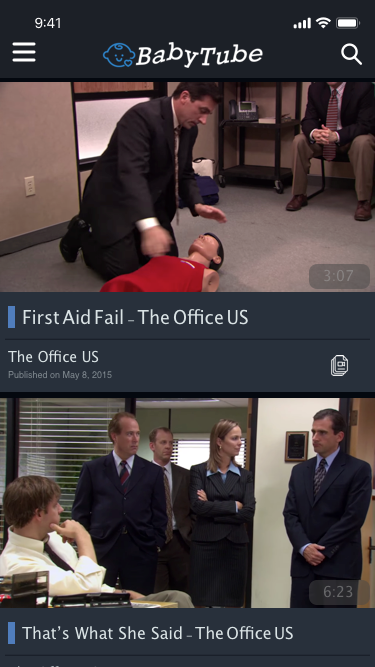 9:41
BabyTube
3:07
First Aid Fail - The Office US
The Office US
Published on May 8, 2015
6:23
That's What She Said - The Office US